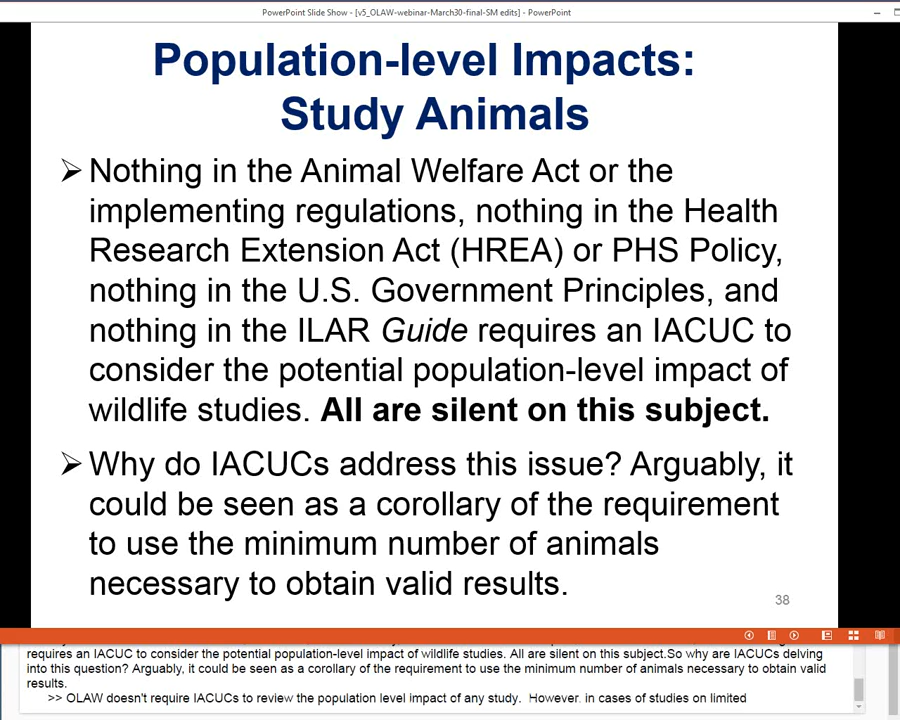 PowerPoint Slide Show - [v5_OLAW-webinar-March30-final-SM edits] - PowerPoint
Population-level Impacts:
Study Animals
➢ Nothing in the Animal Welfare Act or the
implementing regulations, nothing in the Health
Research Extension Act (HREA) or PHS Policy,
nothing in the U.S. Government Principles, and
nothing in the ILAR Guide requires an IACUC to
consider the potential population-level impact of
wildlife studies. All are silent on this subject.
➢ Why do IACUCs address this issue? Arguably, it
could be seen as a corollary of the requirement
to use the minimum number of animals
necessary to obtain valid results.
38
requires an IACUC to consider the potential population-level impact of wildlife studies. All are silent on this subject.So why are IACUCs delving
into this question? Arguably, it could be seen as a corollary of the requirement to use the minimum number of animals necessary to obtain valid
results.
>> OLAW doesn't require IACUCs to review the population level impact of any study. However, in cases of studies on limited